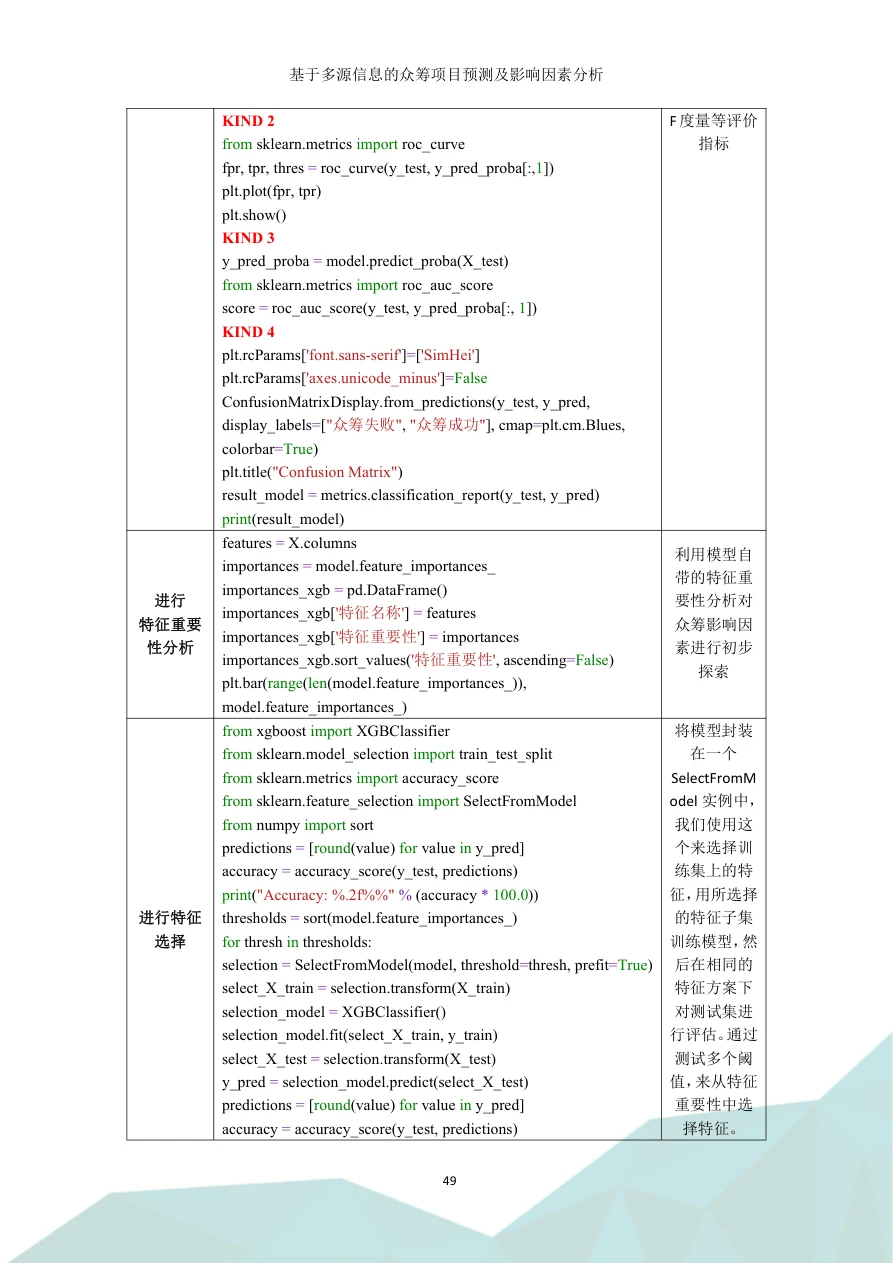 基于多源信息的众筹项目预测及影响因素分析
KIND 2
from sklearn.metrics import roc_curve
fpr, tpr, thres = roc_curve(y_test, y_pred_proba[:,1])
plt.plot(fpr, tpr)
plt.show()
KIND 3
y_pred_proba = model.predict_proba(X_test)
from sklearn.metrics import roc_auc_score
score = roc_auc_score(y_test, y_pred_proba[:, 1])
KIND 4
plt.rcParams['font.sans-serif']=['SimHei']
plt.rcParams['axes.unicode_minus']=False
ConfusionMatrixDisplay.from_predictions(y_test, y_pred,
display_labels=["众筹失败", "众筹成功"], cmap=plt.cm.Blues,
colorbar=True)
plt.title("Confusion Matrix")
result_model = metrics.classification_report(y_test, y_pred)
print(result_model)
F 度量等评价
指标
进行
特征重要
性分析
features = X.columns
importances = model.feature_importances_
importances_xgb = pd.DataFrame()
importances_xgb['特征名称'] = features
importances_xgb['特征重要性'] = importances
importances_xgb.sort_values('特征重要性', ascending=False)
plt.bar(range(len(model.feature_importances_)),
model.feature_importances_)
利用模型自
带的特征重
要性分析对
众筹影响因
素进行初步
探索
进行特征
选择
from xgboost import XGBClassifier
from sklearn.model_selection import train_test_split
from sklearn.metrics import accuracy_score
from sklearn.feature_selection import SelectFromModel
from numpy import sort
predictions = [round(value) for value in y_pred]
accuracy = accuracy_score(y_test, predictions)
print("Accuracy: %.2f%%" % (accuracy * 100.0))
thresholds = sort(model.feature_importances_)
for thresh in thresholds:
selection = SelectFromModel(model, threshold=thresh, prefit=True)
select_X_train = selection.transform(X_train)
selection_model = XGBClassifier()
selection_model.fit(select_X_train, y_train)
select_X_test = selection.transform(X_test)
y_pred = selection_model.predict(select_X_test)
predictions = [round(value) for value in y_pred]
accuracy = accuracy_score(y_test, predictions)
将模型封装
在一个
SelectFromM
odel 实例中，
我们使用这
个来选择训
练集上的特
征，用所选择
的特征子集
训练模型，然
后在相同的
特征方案下
对测试集进
行评估。通过
测试多个阈
值，来从特征
重要性中选
择特征。
49